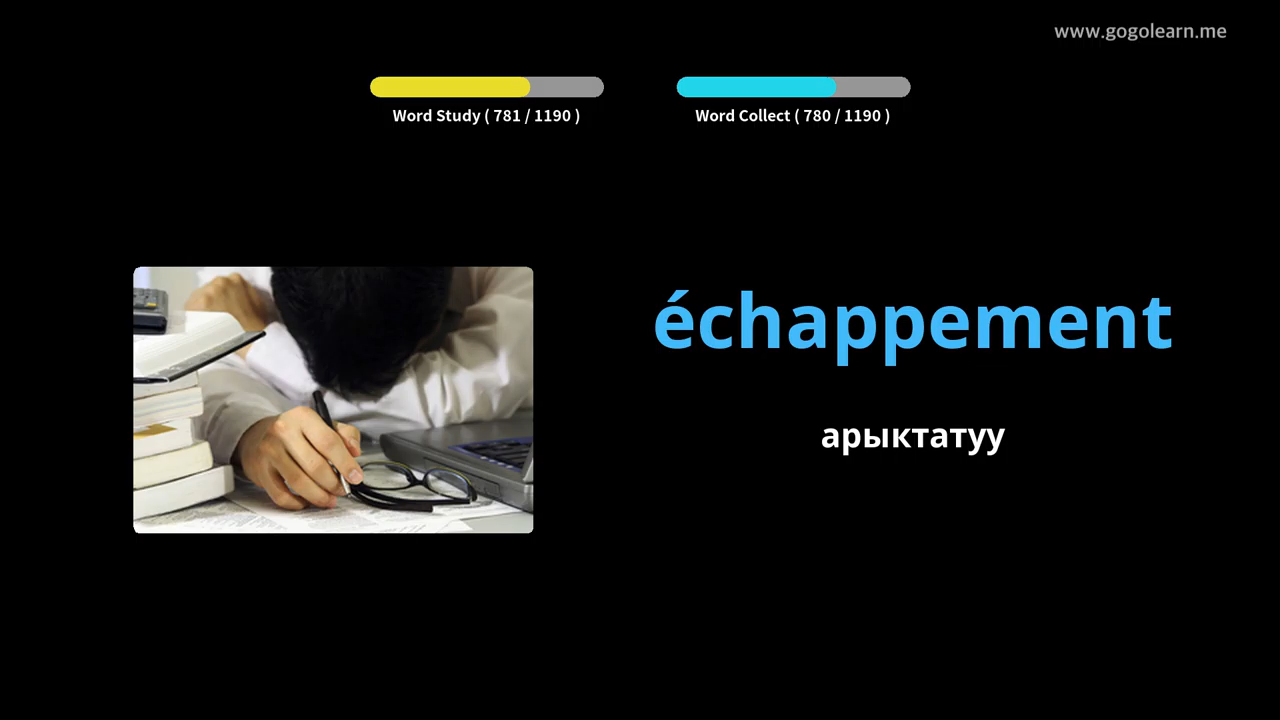 www.gogolearn.me
Word Study ( 781 / 1190 )
Word Collect ( 780 / 1190 )
échappement
арыктатуу